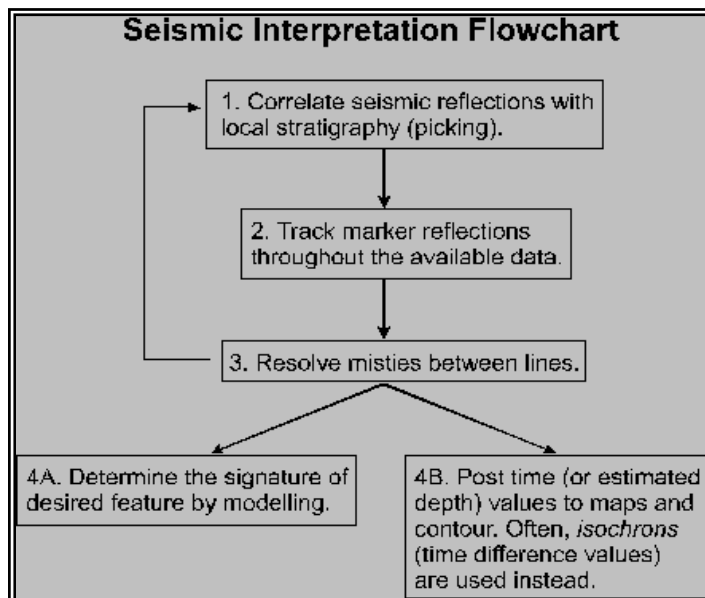 Seismic Interpretation Flowchart
1. Correlate seismic reflections with
local stratigraphy (picking).
2. Track marker reflections
throughout the available data.
3. Resolve misties between lines.
4A. Determine the signature of
desired feature by modelling.
4B. Post time (or estimated
depth) values to maps and
contour. Often, isochrons
(time difference values)
are used instead.